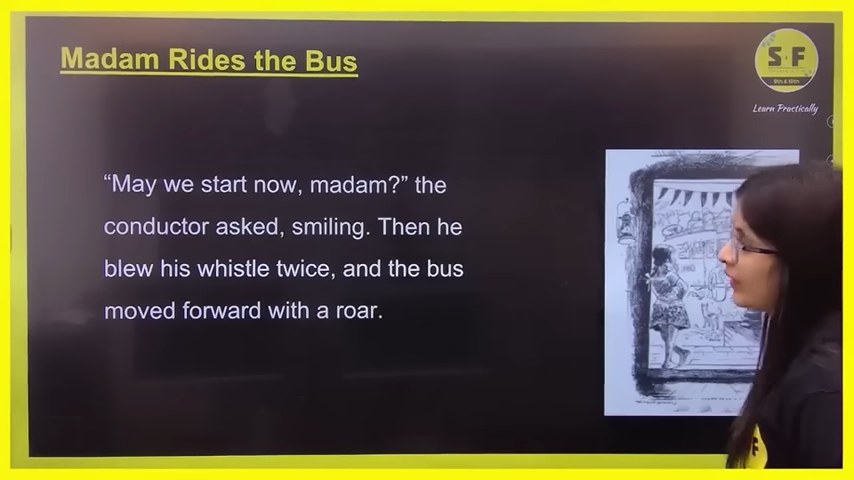 Madam Rides the Bus
S F
9th & 10th
Learn Practically
“May we start now, madam?” the
conductor asked, smiling. Then he
blew his whistle twice, and the bus
moved forward with a roar.
F